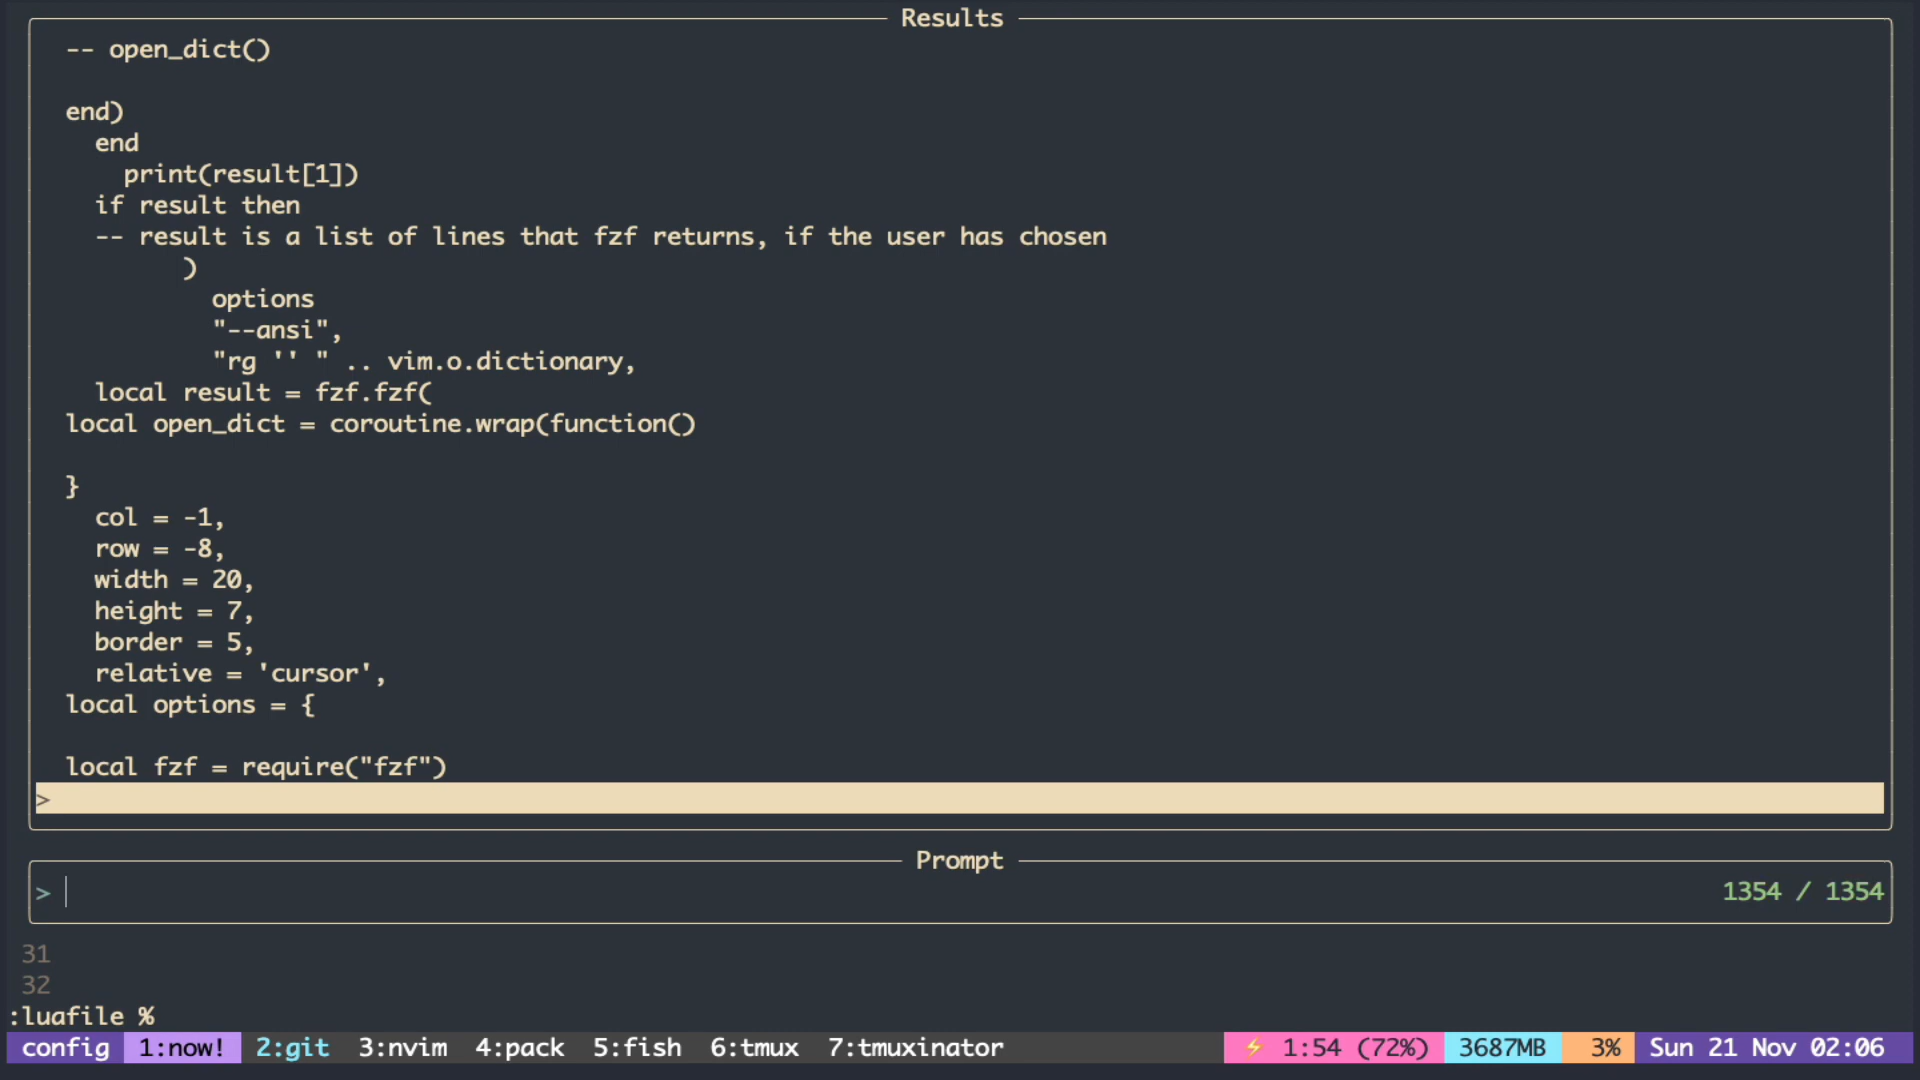 Results
-- open_dict()
end)
  end
    print(result[1])
  if result then
  -- result is a list of lines that fzf returns, if the user has chosen
        )
          options
          "--ansi",
          "rg '' " .. vim.o.dictionary,
  local result = fzf.fzf(
local open_dict = coroutine.wrap(function()
}
  col = -1,
  row = -8,
  width = 20,
  height = 7,
  border = 5,
  relative = 'cursor',
local options = {
local fzf = require("fzf")
>
Prompt
> 1354 / 1354
31
32
:luafile %
config 1:now! 2:git 3:nvim 4:pack 5:fish 6:tmux 7:tmuxinator ⚡ 1:54 (72%) 3687MB 3% Sun 21 Nov 02:06